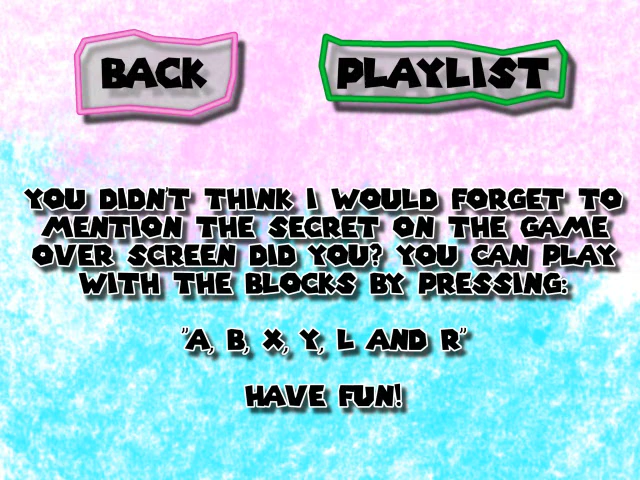 BACK PLAYLIST
YOU DIDN'T THINK I WOULD FORGET TO
MENTION THE SECRET ON THE GAME
OVER SCREEN DID YOU? YOU CAN PLAY
WITH THE BLOCKS BY PRESSING:
"A, B, X, Y, L AND R"
HAVE FUN!